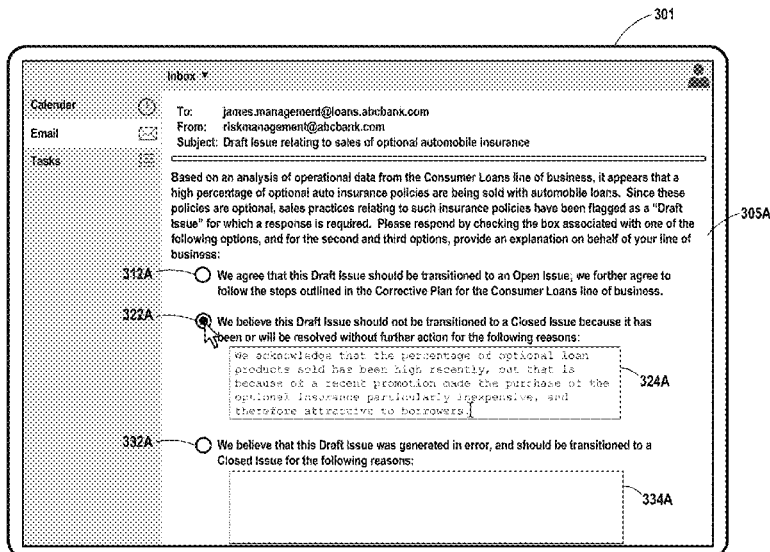 301
Inbox ▼
Calendar
Email
Tasks
To: james.management@loans.abcbank.com
From: riskmanagement@abcbank.com
Subject: Draft Issue relating to sales of optional automobile insurance
Based on an analysis of operational data from the Consumer Loans line of business, it appears that a
high percentage of optional auto insurance policies are being sold with automobile loans. Since these
policies are optional, sales practices relating to such insurance policies have been flagged as a “Draft
Issue” for which a response is required. Please respond by checking the box associated with one of the
following options, and for the second and third options, provide an explanation on behalf of your line of
business:
305A
312A
We agree that this Draft Issue should be transitioned to an Open Issue; we further agree to
follow the steps outlined in the Corrective Plan for the Consumer Loans line of business.
322A
We believe this Draft Issue should not be transitioned to a Closed Issue because it has
been or will be resolved without further action for the following reasons:
We acknowledge that the percentage of optional loan
products sold has been high recently, but that is
because of a recent promotion made the purchase of the
optional insurance particularly inexpensive, and
therefore attractive to borrowers.
324A
332A
We believe that this Draft Issue was generated in error, and should be transitioned to a
Closed Issue for the following reasons:
334A